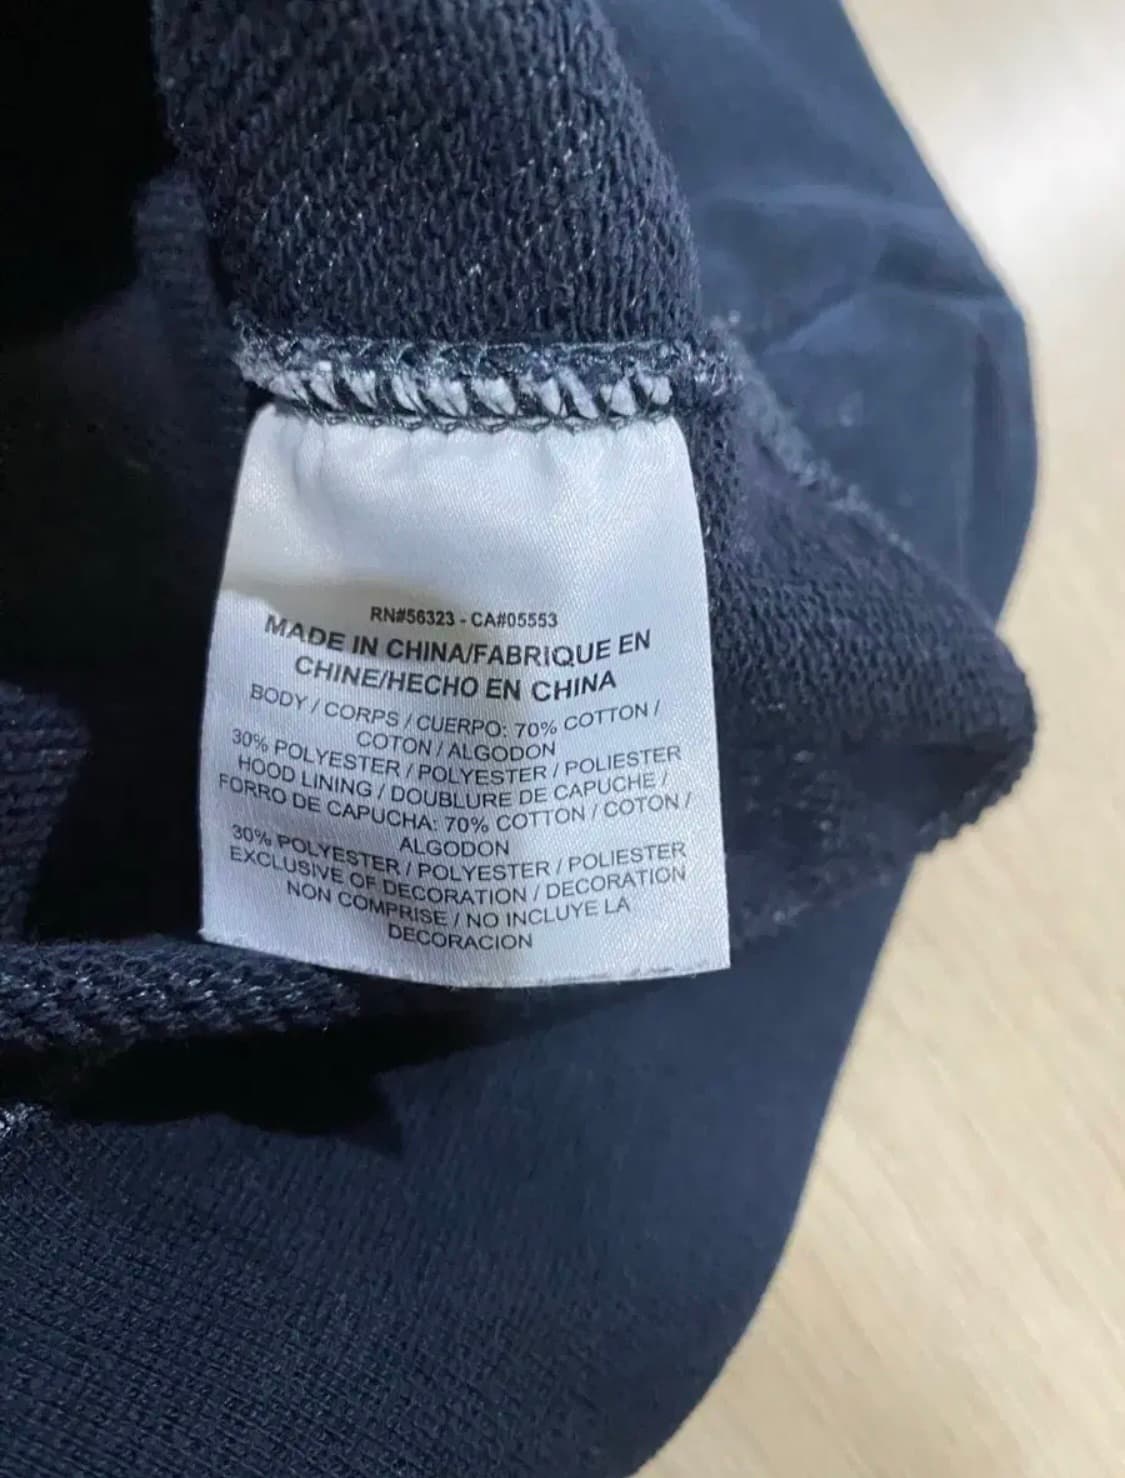 RN#56323 - CA#05553
MADE IN CHINA/FABRIQUE EN
CHINE/HECHO EN CHINA
BODY / CORPS / CUERPO: 70% COTTON /
COTON / ALGODON
30% POLYESTER / POLYESTER / POLIESTER
HOOD LINING / DOUBLURE DE CAPUCHE /
FORRO DE CAPUCHA: 70% COTTON / COTON /
ALGODON
30% POLYESTER / POLYESTER / POLIESTER
EXCLUSIVE OF DECORATION / DECORATION
NON COMPRISE / NO INCLUYE LA
DECORACION